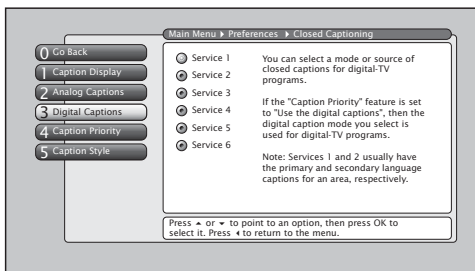 Main Menu ▶ Preferences ▶ Closed Captioning
0 Go Back
1 Caption Display
2 Analog Captions
3 Digital Captions
4 Caption Priority
5 Caption Style
Service 1
Service 2
Service 3
Service 4
Service 5
Service 6
You can select a mode or source of
closed captions for digital-TV
programs.
If the "Caption Priority" feature is set
to "Use the digital captions", then the
digital caption mode you select is
used for digital-TV programs.
Note: Services 1 and 2 usually have
the primary and secondary language
captions for an area, respectively.
Press ▲ or ▼ to point to an option, then press OK to
select it. Press ◀ to return to the menu.